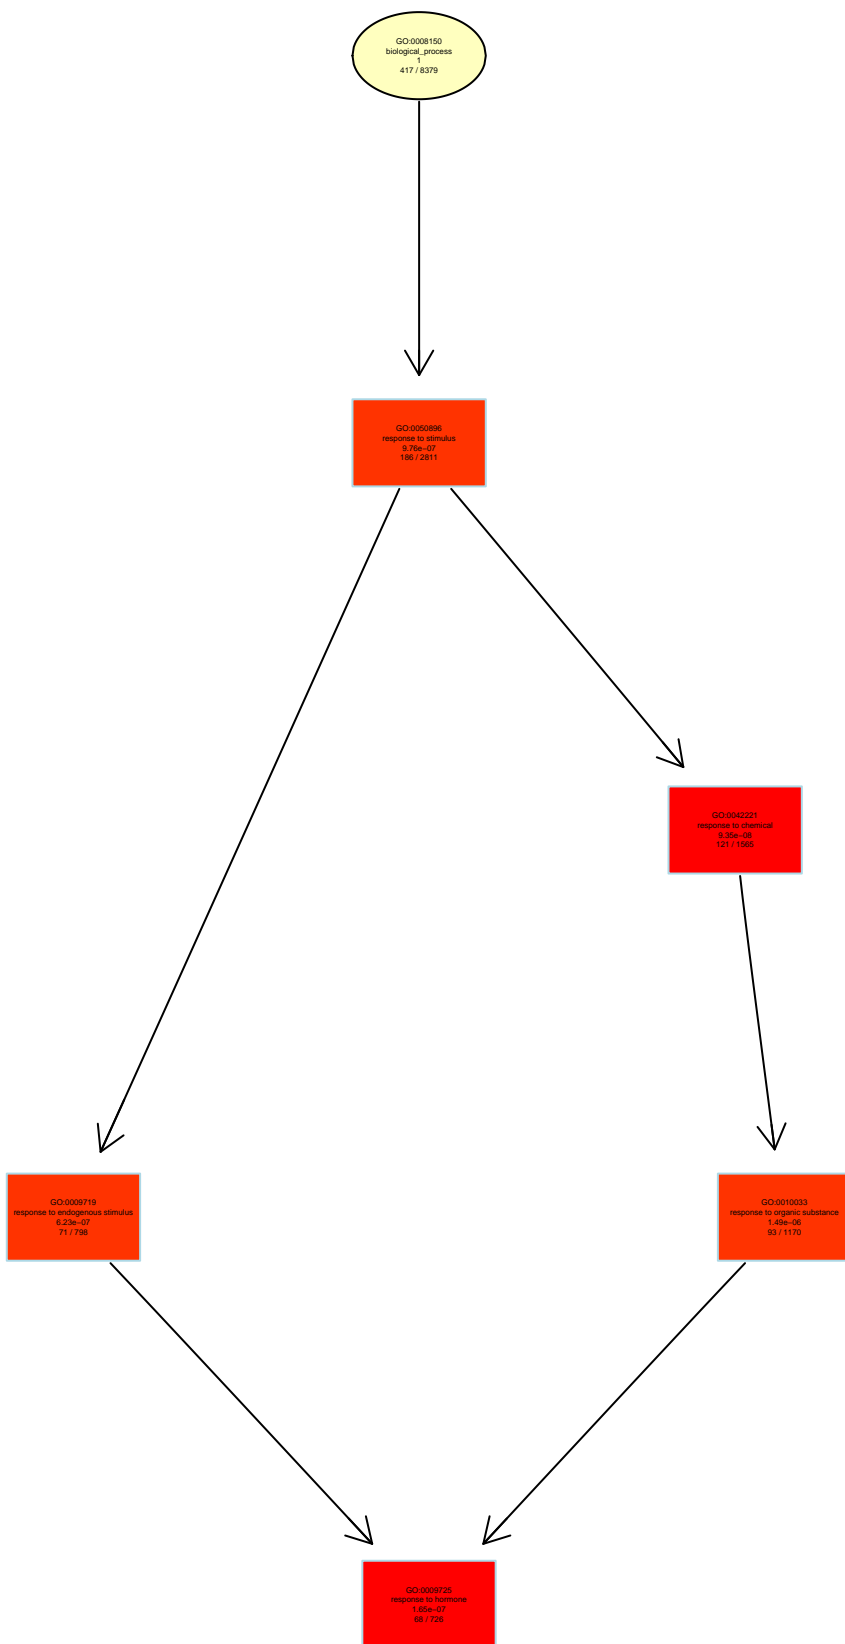 GO:0008150
biological_process
1
417 / 8379
GO:0050896
response to stimulus
9.76e−07
186 / 2811
GO:0042221
response to chemical
9.35e−08
121 / 1565
GO:0009719
response to endogenous stimulus
6.23e−07
71 / 798
GO:0010033
response to organic substance
1.49e−06
93 / 1170
GO:0009725
response to hormone
1.65e−07
68 / 726